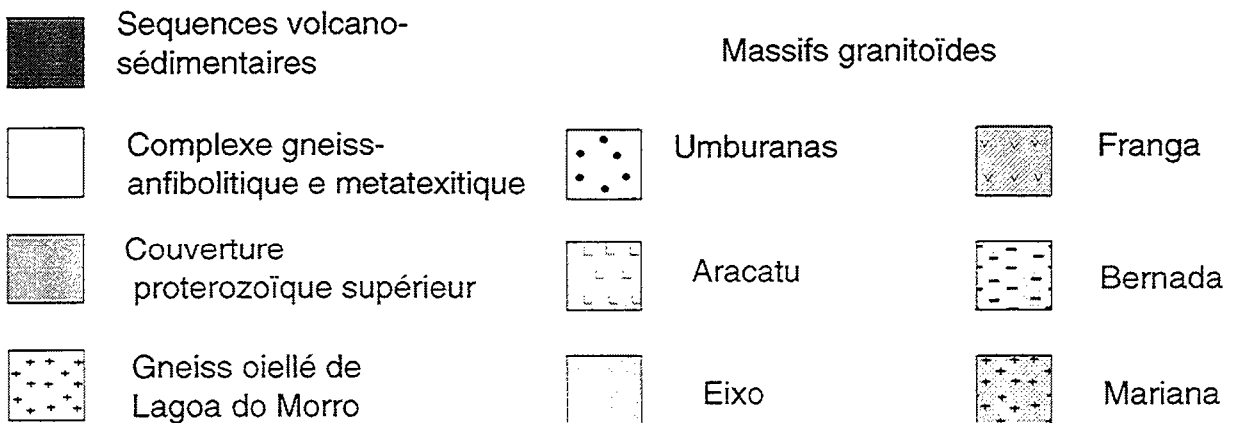 Sequences volcano-
sédimentaires
Massifs granitoïdes
Complexe gneiss-
anfibolitique e metatexitique
Umburanas
Franga
Couverture
proterozoïque supérieur
Aracatu
Bernada
Gneiss oiellé de
Lagoa do Morro
Eixo
Mariana